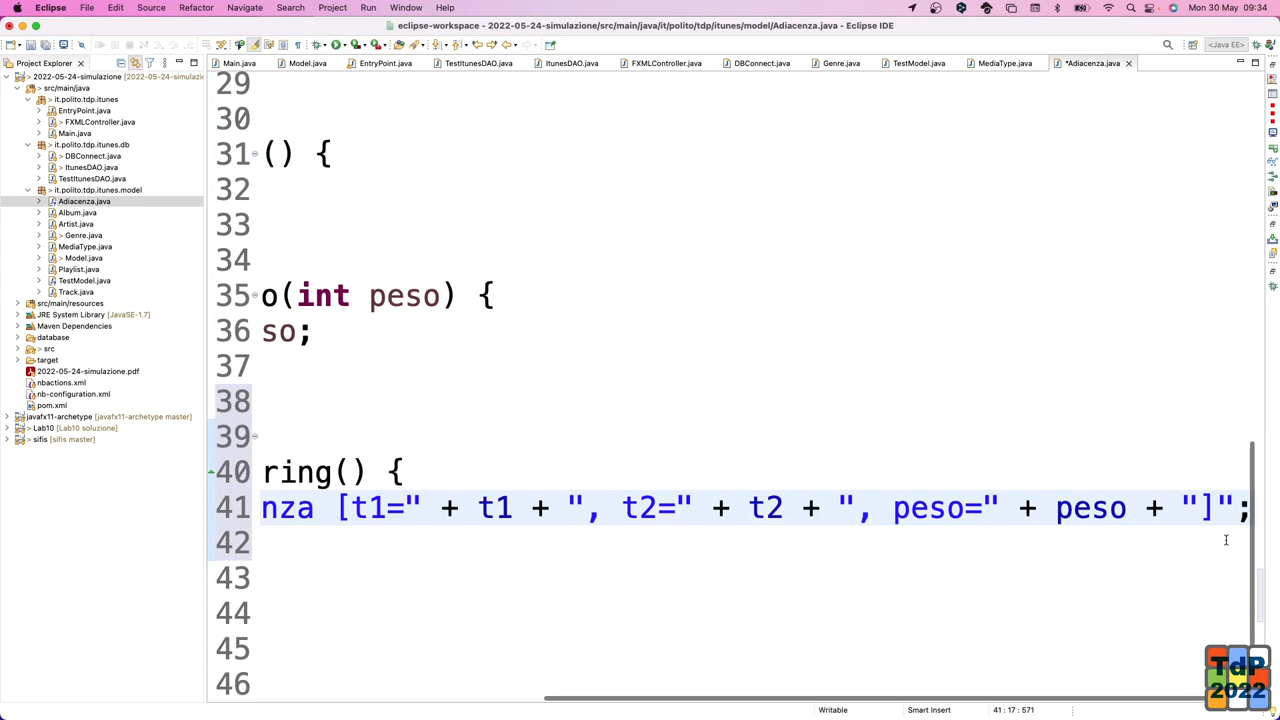 Eclipse File Edit Source Refactor Navigate Search Project Run Window Help Mon 30 May 09:34
eclipse-workspace - 2022-05-24-simulazione/src/main/java/it/polito/tdp/itunes/model/Adiacenza.java - Eclipse IDE
<Java EE>
Project Explorer
Main.java Model.java EntryPoint.java TestItunesDAO.java ItunesDAO.java FXMLController.java DBConnect.java Genre.java TestModel.java MediaType.java *Adiacenza.java
2022-05-24-simulazione [2022-05-24-simulazi
src/main/java
it.polito.tdp.itunes
EntryPoint.java
> FXMLController.java
Main.java
it.polito.tdp.itunes.db
> DBConnect.java
> ItunesDAO.java
TestItunesDAO.java
> it.polito.tdp.itunes.model
Adiacenza.java
Album.java
Artist.java
> Genre.java
MediaType.java
> Model.java
Playlist.java
TestModel.java
Track.java
src/main/resources
JRE System Library [JavaSE-1.7]
Maven Dependencies
database
> src
target
2022-05-24-simulazione.pdf
nbactions.xml
nb-configuration.xml
pom.xml
javafx11-archetype [javafx11-archetype master]
> Lab10 [Lab10 soluzione]
> sifis [sifis master]
29
30
31 () {
32
33
34
35 o(int peso) {
36 so;
37
38
39
40 ring() {
41 nza [t1=" + t1 + ", t2=" + t2 + ", peso=" + peso + "]";
42
43
44
45
46
TdP
2022
Writable Smart Insert 41 : 17 : 571